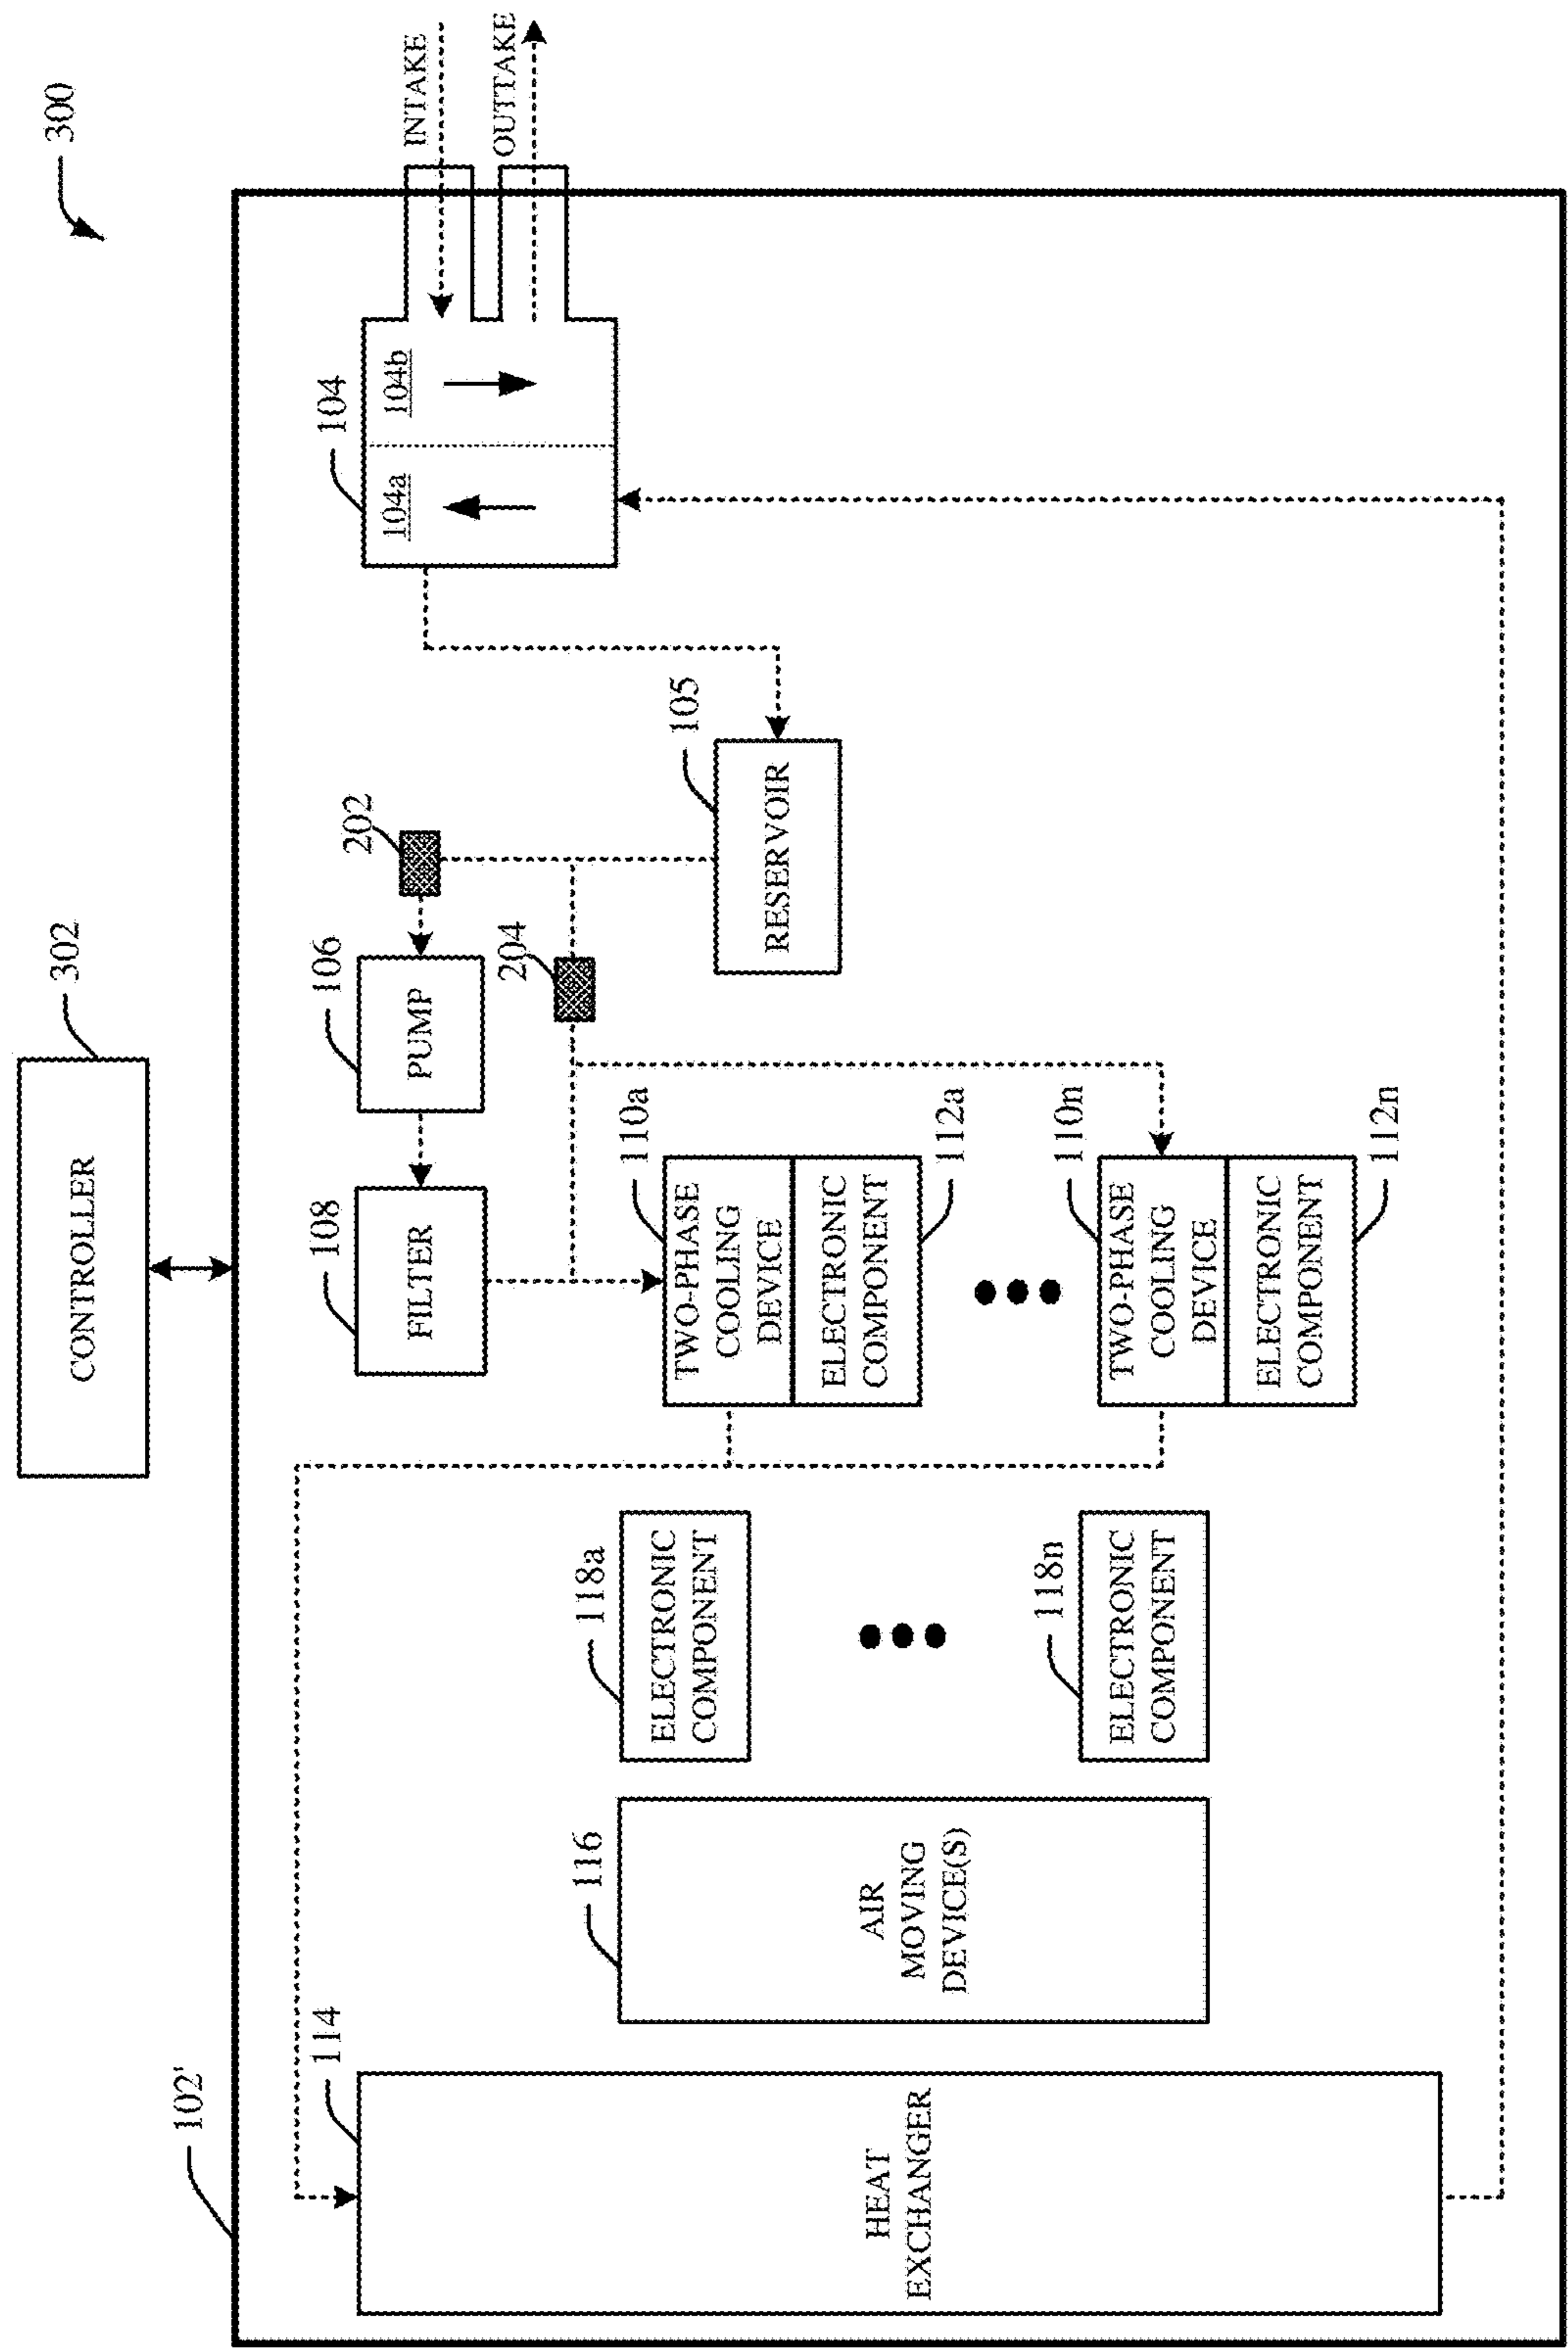 300
302
CONTROLLER
102'
114
HEAT
EXCHANGER
116
AIR
MOVING
DEVICE(S)
118a
ELECTRONIC
COMPONENT
118n
ELECTRONIC
COMPONENT
108
FILTER
106
PUMP
202
204
110a
TWO-PHASE
COOLING
DEVICE
ELECTRONIC
COMPONENT
112a
110n
TWO-PHASE
COOLING
DEVICE
ELECTRONIC
COMPONENT
112n
105
RESERVOIR
104
104a
104b
INTAKE
OUTTAKE